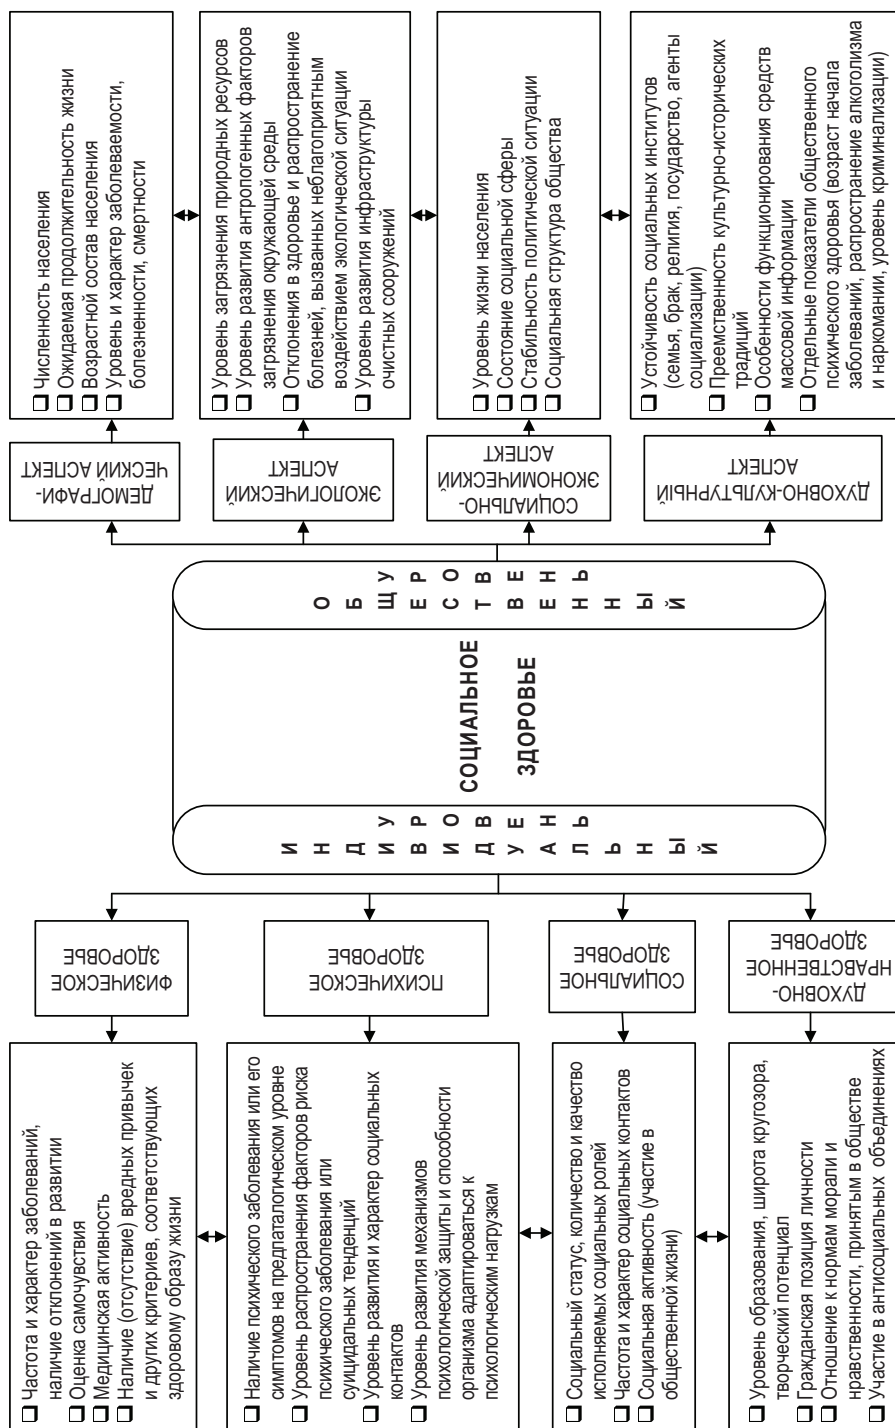 ❑ Частота и характер заболеваний,
наличие отклонений в развитии
❑ Оценка самочувствия
❑ Медицинская активность
❑ Наличие (отсутствие) вредных привычек
и других критериев, соответствующих
здоровому образу жизни
❑ Наличие психического заболевания или его
симптомов на предпаталогическом уровне
❑ Уровень распространения факторов риска
психического заболевания или
суицидальных тенденций
❑ Уровень развития и характер социальных
контактов
❑ Уровень развития механизмов
психологической защиты и способности
организма адаптироваться к
психологическим нагрузкам
❑ Социальный статус, количество и качество
исполняемых социальных ролей
❑ Частота и характер социальных контактов
❑ Социальная активность (участие в
общественной жизни)
❑ Уровень образования, широта кругозора,
творческий потенциал
❑ Гражданская позиция личности
❑ Отношение к нормам морали и
нравственности, принятым в обществе
❑ Участие в антисоциальных объединениях
ФИЗИЧЕСКОЕ
ЗДОРОВЬЕ
ПСИХИЧЕСКОЕ
ЗДОРОВЬЕ
СОЦИАЛЬНОЕ
ЗДОРОВЬЕ
ДУХОВНО-
НРАВСТВЕННОЕ
ЗДОРОВЬЕ
ИНДИВИДУАЛЬНЫЙ
УРОВЕНЬ
СОЦИАЛЬНОЕ
ЗДОРОВЬЕ
ОБЩЕСТВЕННЫЙ
УРОВЕНЬ
ДЕМОГРАФИ-
ЧЕСКИЙ АСПЕКТ
ЭКОЛОГИЧЕСКИЙ
АСПЕКТ
СОЦИАЛЬНО-
ЭКОНОМИЧЕСКИЙ
АСПЕКТ
ДУХОВНО-КУЛЬТУРНЫЙ
АСПЕКТ
❑ Численность населения
❑ Ожидаемая продолжительность жизни
❑ Возрастной состав населения
❑ Уровень и характер заболеваемости,
болезненности, смертности
❑ Уровень загрязнения природных ресурсов
❑ Уровень развития антропогенных факторов
загрязнения окружающей среды
❑ Отклонения в здоровье и распространение
болезней, вызванных неблагоприятным
воздействием экологической ситуации
❑ Уровень развития инфраструктуры
очистных сооружений
❑ Уровень жизни населения
❑ Состояние социальной сферы
❑ Стабильность политической ситуации
❑ Социальная структура общества
❑ Устойчивость социальных институтов
(семья, брак, религия, государство, агенты
социализации)
❑ Преемственность культурно-исторических
традиций
❑ Особенности функционирования средств
массовой информации
❑ Отдельные показатели общественного
психического здоровья (возраст начала
заболеваний, распространение алкоголизма
и наркомании, уровень криминализации)